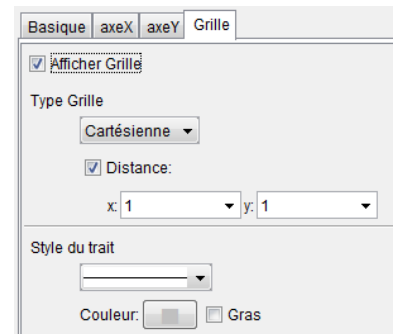 Basique axeX axeY Grille
Afficher Grille
Type Grille
Cartésienne
Distance:
x: 1 y: 1
Style du trait
Couleur: Gras